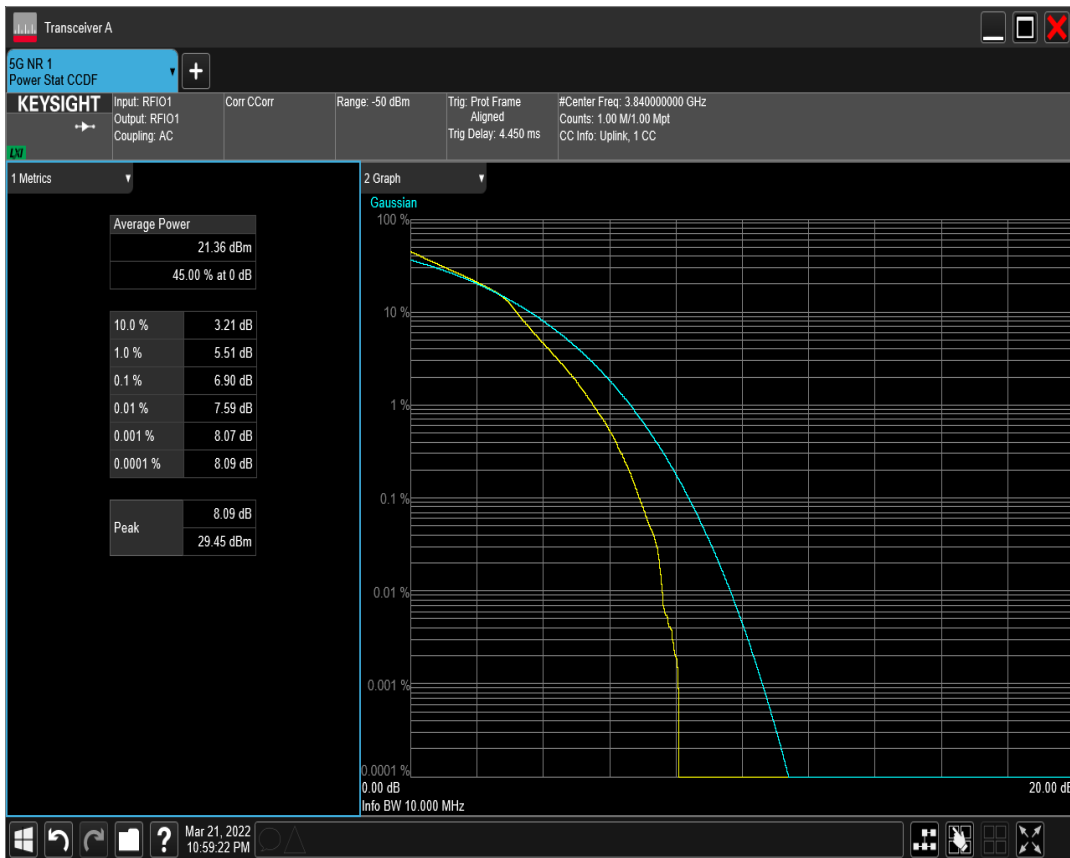 Transceiver A
5G NR 1
Power Stat CCDF
KEYSIGHT
LXI
Input: RFIO1
Output: RFIO1
Coupling: AC
Corr CCorr
Range: -50 dBm
Trig: Prot Frame
Aligned
Trig Delay: 4.450 ms
#Center Freq: 3.840000000 GHz
Counts: 1.00 M/1.00 Mpt
CC Info: Uplink, 1 CC
1 Metrics
Average Power
21.36 dBm
45.00 % at 0 dB
10.0 % 3.21 dB
1.0 % 5.51 dB
0.1 % 6.90 dB
0.01 % 7.59 dB
0.001 % 8.07 dB
0.0001 % 8.09 dB
Peak
8.09 dB
29.45 dBm
2 Graph
Gaussian
100 %
10 %
1 %
0.1 %
0.01 %
0.001 %
0.0001 %
0.00 dB 20.00 dB
Info BW 10.000 MHz
Mar 21, 2022
10:59:22 PM